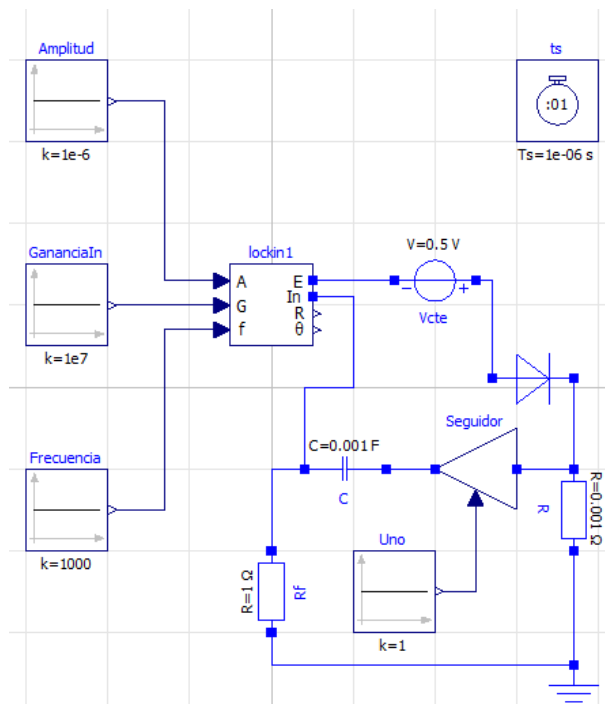 Amplitud
k=1e-6
ts
:01
Ts=1e-06 s
GananciaIn
k=1e7
lockin1
A
G
f
E
In
R
θ
V=0.5 V
-
+
Vcte
Seguidor
C=0.001 F
C
R
R=0.001 Ω
Frecuencia
k=1000
R=1 Ω
Rf
Uno
k=1